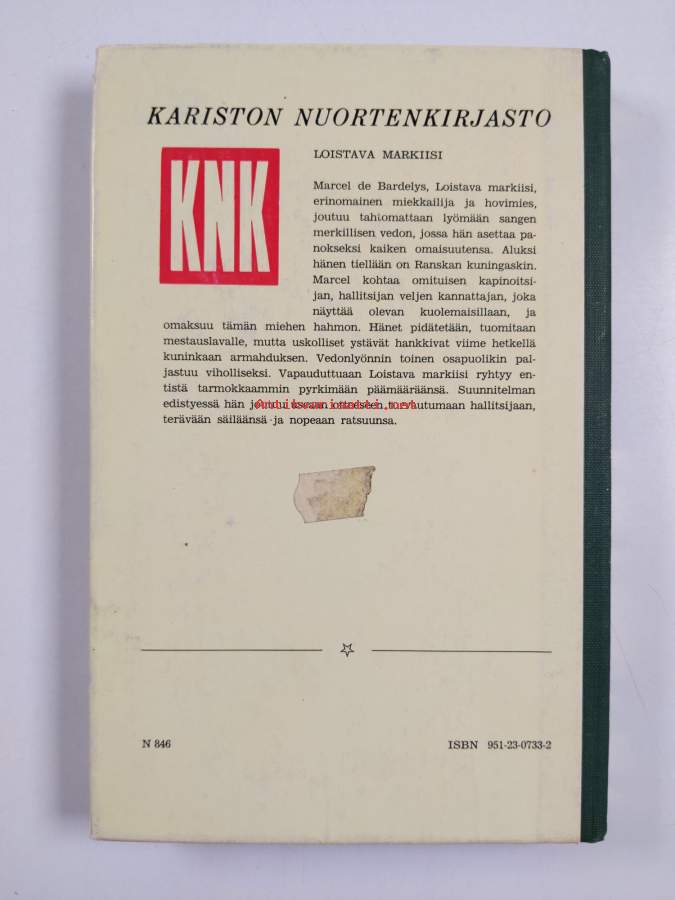 KARISTON NUORTENKIRJASTO
KNK
LOISTAVA MARKIISI
Marcel de Bardelys, Loistava markiisi,
erinomainen miekkailija ja hovimies,
joutuu tahtomattaan lyömään sangen
merkillisen vedon, jossa hän asettaa pa-
nokseksi kaiken omaisuutensa. Aluksi
hänen tiellään on Ranskan kuningaskin.
Marcel kohtaa omituisen kapinoitsi-
jan, hallitsijan veljen kannattajan, joka
näyttää olevan kuolemaisillaan, ja
omaksuu tämän miehen hahmon. Hänet pidätetään, tuomitaan
mestauslavalle, mutta uskolliset ystävät hankkivat viime hetkellä
kuninkaan armahduksen. Vedonlyönnin toinen osapuolikin pal-
jastuu viholliseksi. Vapauduttuaan Loistava markiisi ryhtyy en-
tistä tarmokkaammin pyrkimään päämääräänsä. Suunnitelman
edistyessä hän joutuu turvautumaan hallitsijaan,
terävään säiläänsä ja nopeaan ratsuunsa.
N 846
ISBN 951-23-0733-2